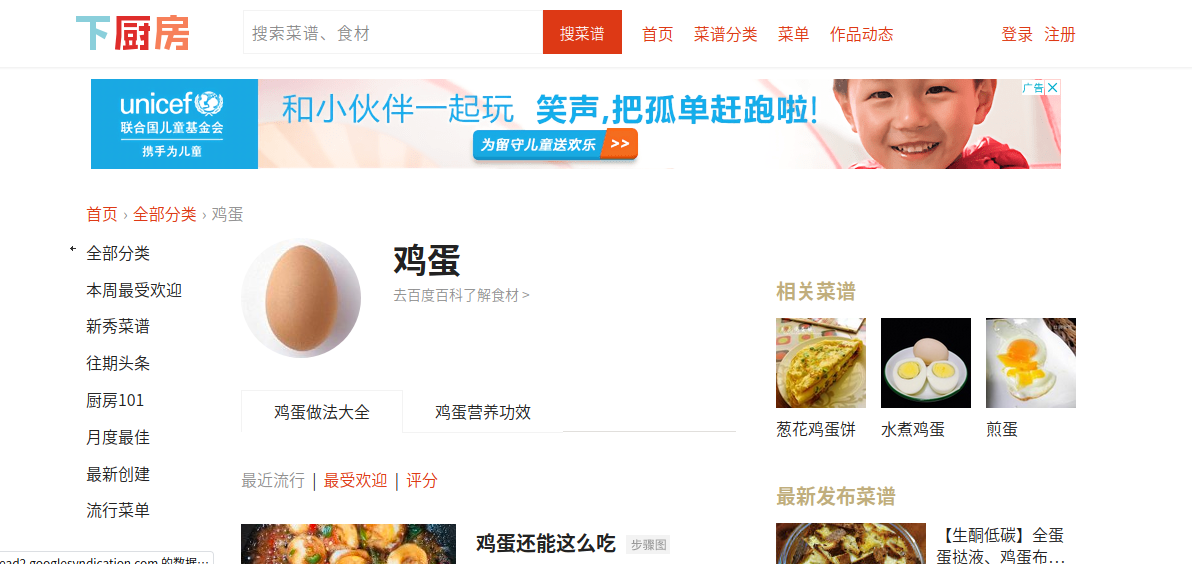 下厨房
搜索菜谱、食材
搜菜谱
首页 菜谱分类 菜单 作品动态
登录 注册
unicef
联合国儿童基金会
携手为儿童
和小伙伴一起玩 笑声,把孤单赶跑啦!
为留守儿童送欢乐 >>
广告
首页 › 全部分类 › 鸡蛋
全部分类
本周最受欢迎
新秀菜谱
往期头条
厨房101
月度最佳
最新创建
流行菜单
鸡蛋
去百度百科了解食材 >
鸡蛋做法大全
鸡蛋营养功效
最近流行 | 最受欢迎 | 评分
鸡蛋还能这么吃 步骤图
相关菜谱
葱花鸡蛋饼
水煮鸡蛋
煎蛋
最新发布菜谱
【生酮低碳】全蛋
蛋挞液、鸡蛋布…
ead2.googlesyndication.com 的数据…